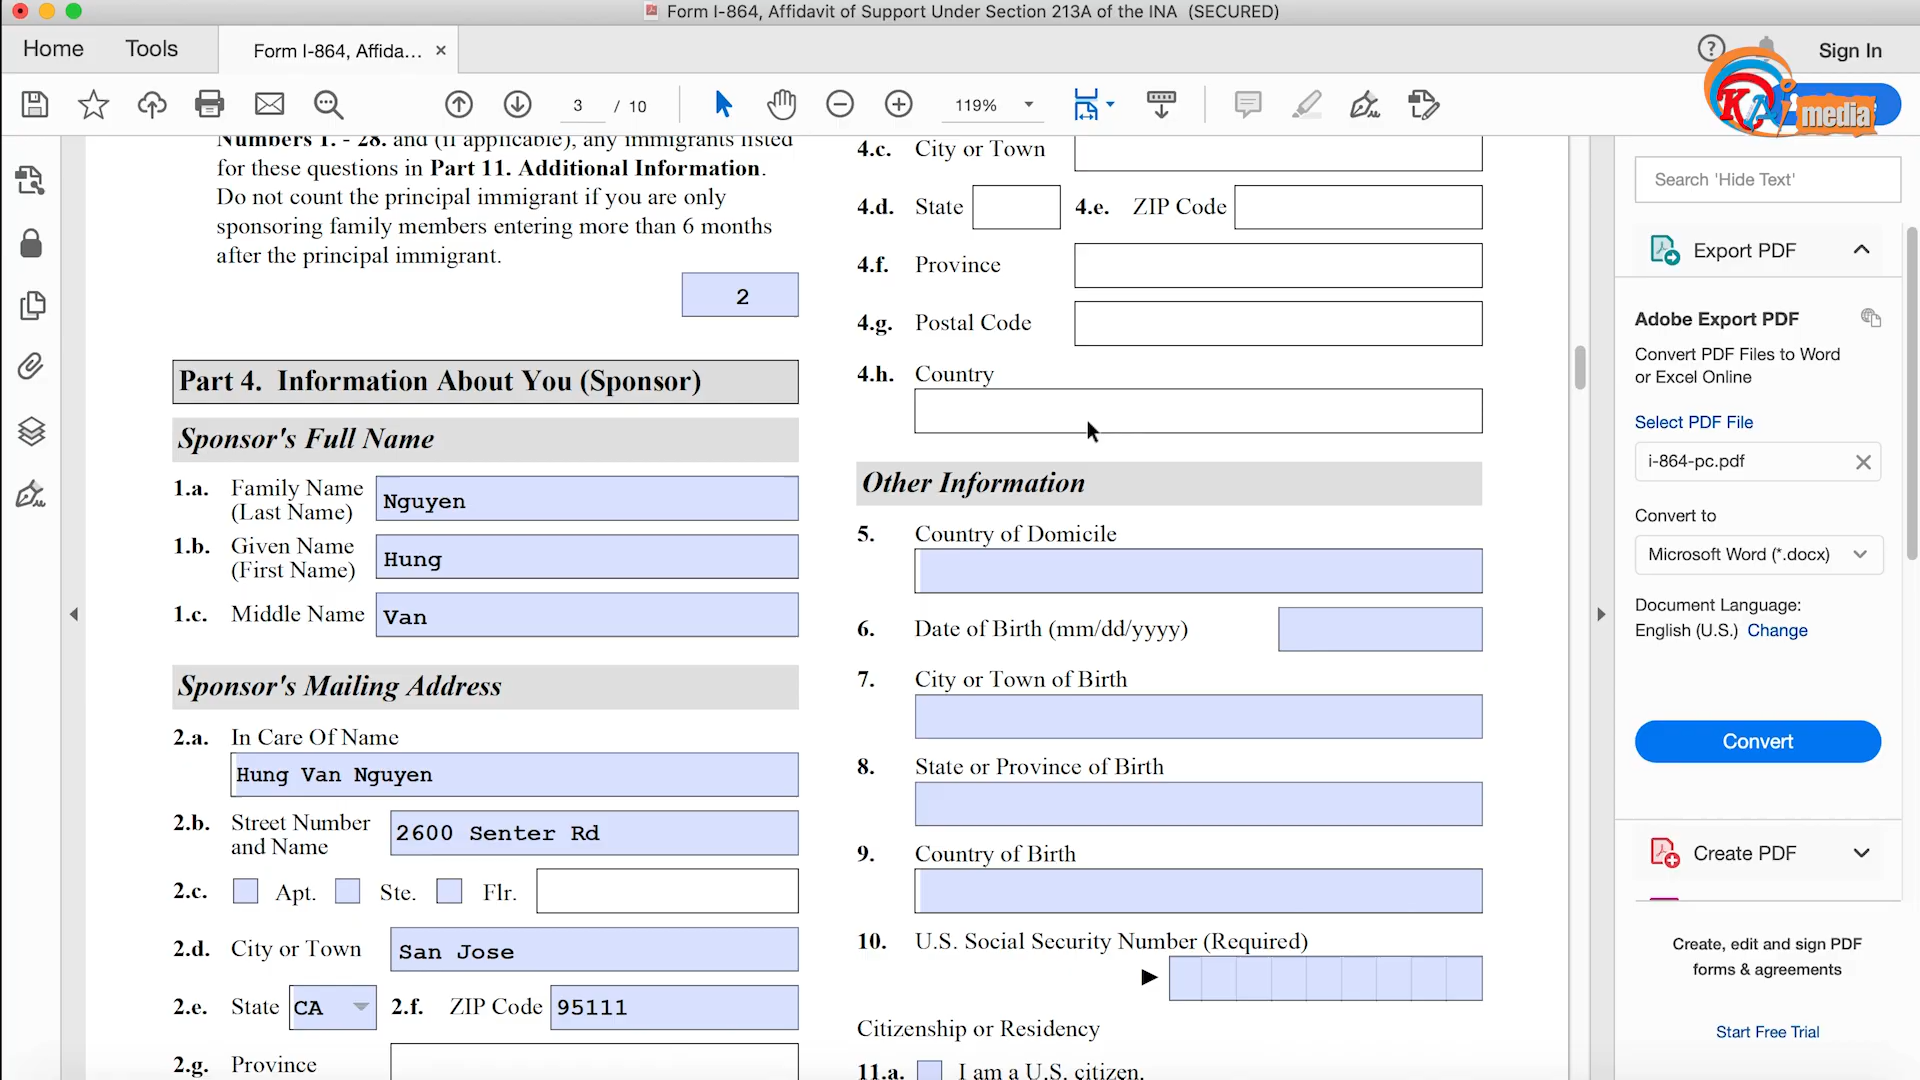 Form I-864, Affidavit of Support Under Section 213A of the INA (SECURED)
Home
Tools
Form I-864, Affida... ×
Sign In
3 / 10
119%
KAI media
Numbers 1. - 28. and (if applicable), any immigrants listed
for these questions in Part 11. Additional Information.
Do not count the principal immigrant if you are only
sponsoring family members entering more than 6 months
after the principal immigrant.
2
Part 4. Information About You (Sponsor)
Sponsor's Full Name
1.a. Family Name (Last Name) Nguyen
1.b. Given Name (First Name) Hung
1.c. Middle Name Van
Sponsor's Mailing Address
2.a. In Care Of Name
Hung Van Nguyen
2.b. Street Number and Name 2600 Senter Rd
2.c. Apt. Ste. Flr.
2.d. City or Town San Jose
2.e. State CA 2.f. ZIP Code 95111
2.g. Province
4.c. City or Town
4.d. State 4.e. ZIP Code
4.f. Province
4.g. Postal Code
4.h. Country
Other Information
5. Country of Domicile
6. Date of Birth (mm/dd/yyyy)
7. City or Town of Birth
8. State or Province of Birth
9. Country of Birth
10. U.S. Social Security Number (Required)
Citizenship or Residency
11.a. I am a U.S. citizen.
Search 'Hide Text'
Export PDF
Adobe Export PDF
Convert PDF Files to Word
or Excel Online
Select PDF File
i-864-pc.pdf
Convert to
Microsoft Word (*.docx)
Document Language:
English (U.S.) Change
Convert
Create PDF
Create, edit and sign PDF
forms & agreements
Start Free Trial